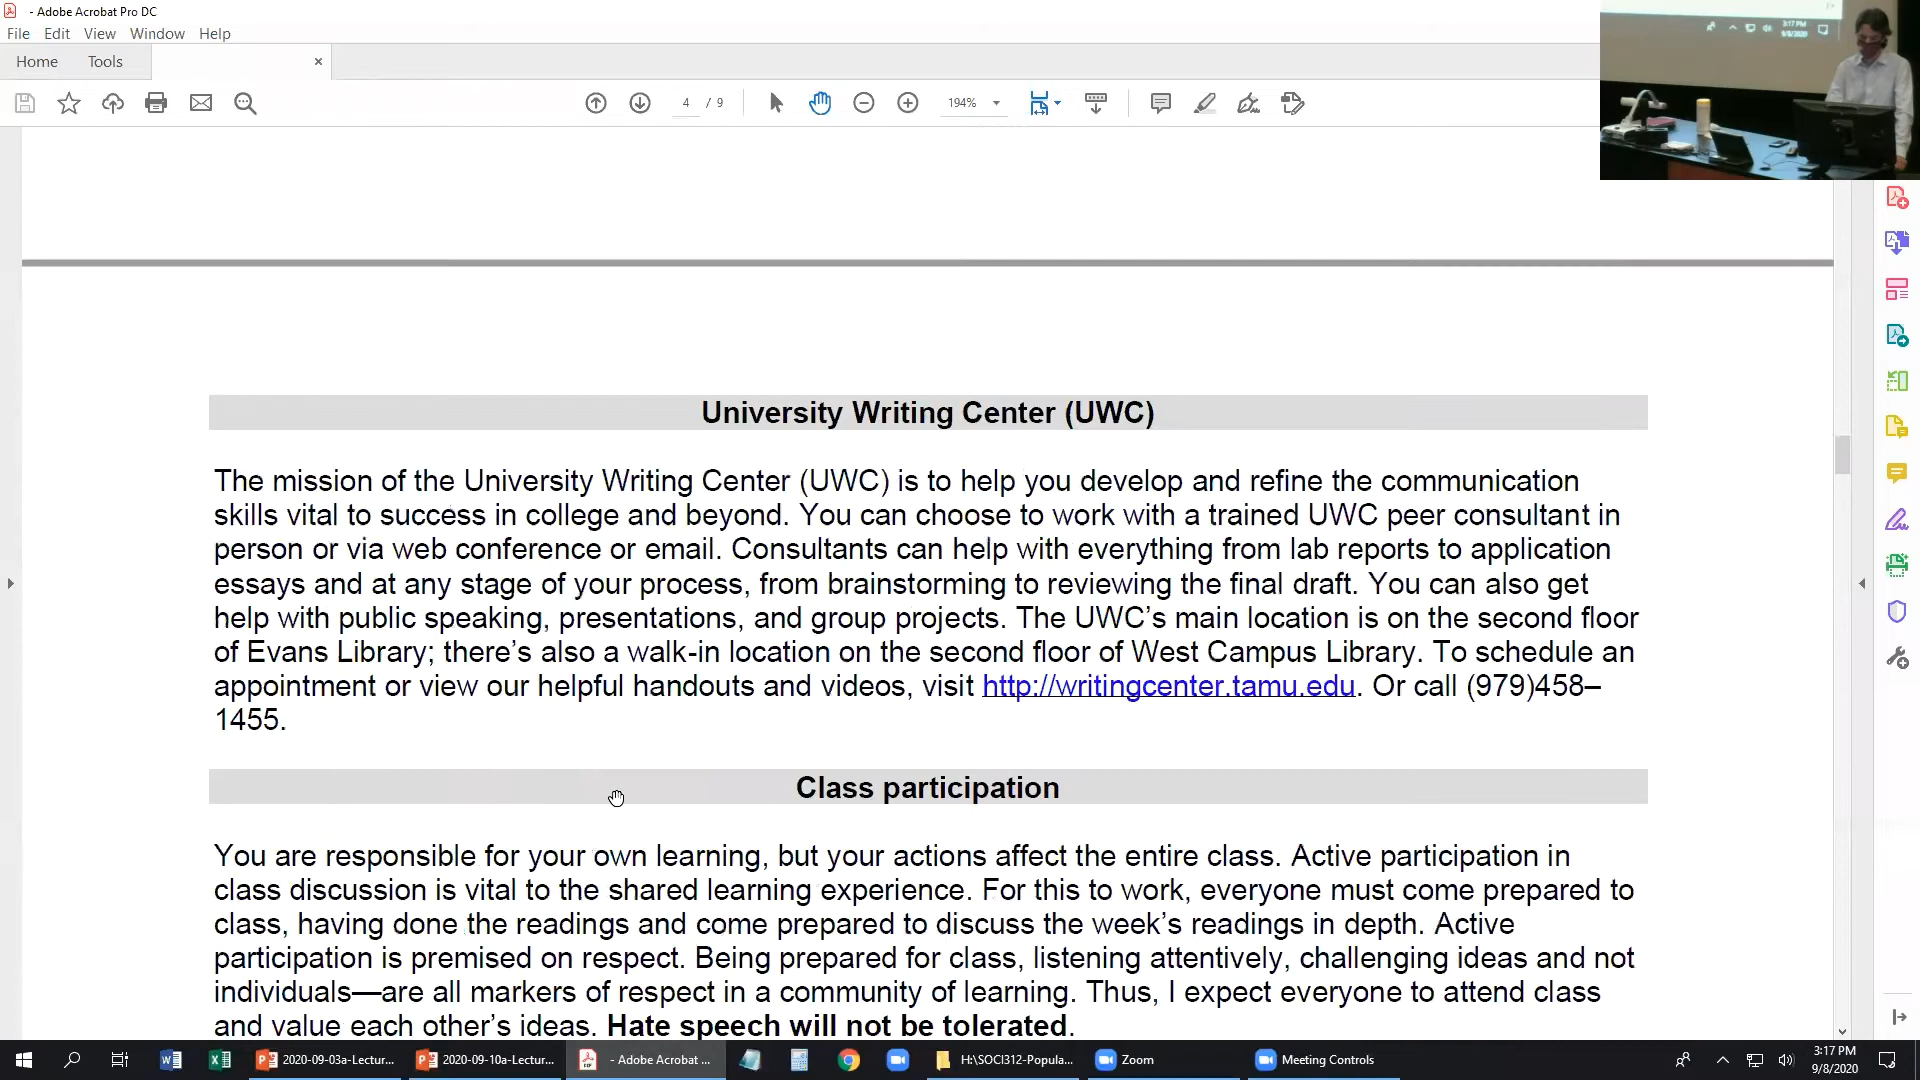 - Adobe Acrobat Pro DC
File Edit View Window Help
Home Tools
4 / 9
194%
3:17 PM
9/8/2020
University Writing Center (UWC)
The mission of the University Writing Center (UWC) is to help you develop and refine the communication
skills vital to success in college and beyond. You can choose to work with a trained UWC peer consultant in
person or via web conference or email. Consultants can help with everything from lab reports to application
essays and at any stage of your process, from brainstorming to reviewing the final draft. You can also get
help with public speaking, presentations, and group projects. The UWC’s main location is on the second floor
of Evans Library; there’s also a walk-in location on the second floor of West Campus Library. To schedule an
appointment or view our helpful handouts and videos, visit http://writingcenter.tamu.edu. Or call (979)458–
1455.
Class participation
You are responsible for your own learning, but your actions affect the entire class. Active participation in
class discussion is vital to the shared learning experience. For this to work, everyone must come prepared to
class, having done the readings and come prepared to discuss the week’s readings in depth. Active
participation is premised on respect. Being prepared for class, listening attentively, challenging ideas and not
individuals—are all markers of respect in a community of learning. Thus, I expect everyone to attend class
and value each other’s ideas. Hate speech will not be tolerated.
2020-09-03a-Lectur... 2020-09-10a-Lectur... - Adobe Acrobat ... H:\SOCI312-Popula... Zoom Meeting Controls
3:17 PM
9/8/2020